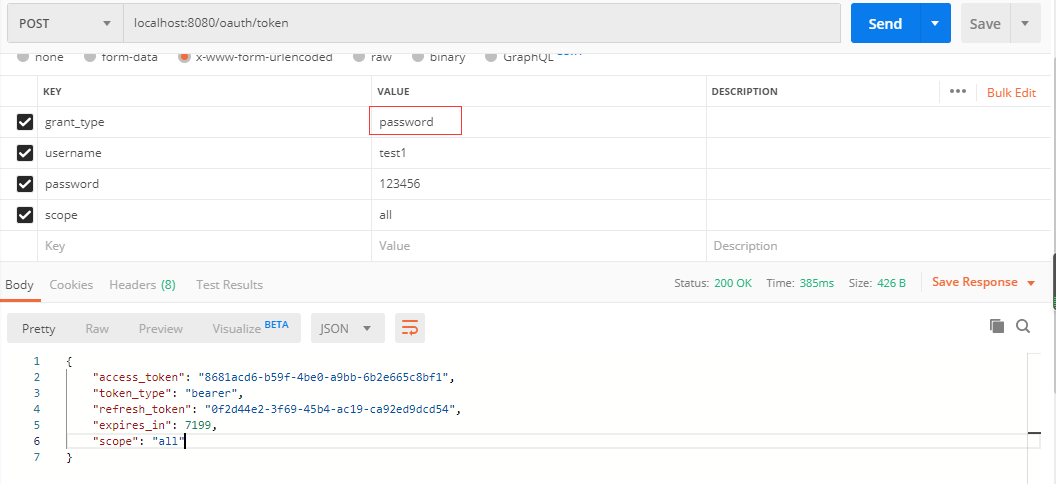 POST localhost:8080/oauth/token Send Save
none form-data x-www-form-urlencoded raw binary GraphQL
KEY VALUE DESCRIPTION ••• Bulk Edit
grant_type password
username test1
password 123456
scope all
Key Value Description
Body Cookies Headers (8) Test Results Status: 200 OK Time: 385ms Size: 426 B Save Response
Pretty Raw Preview Visualize BETA JSON
1 {
2 "access_token": "8681acd6-b59f-4be0-a9bb-6b2e665c8bf1",
3 "token_type": "bearer",
4 "refresh_token": "0f2d44e2-3f69-45b4-ac19-ca92ed9dcd54",
5 "expires_in": 7199,
6 "scope": "all"
7 }